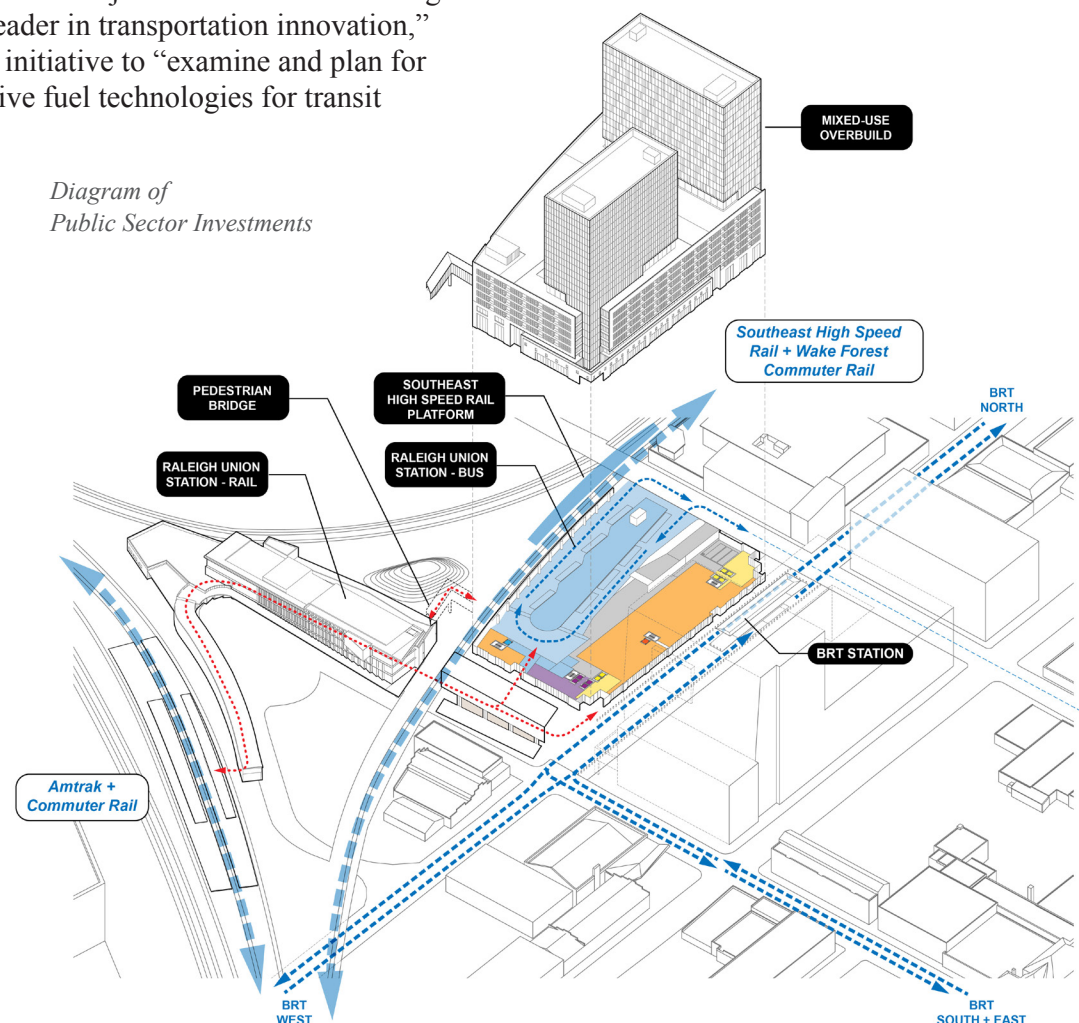 eader in transportation innovation,”
initiative to “examine and plan for
ive fuel technologies for transit
Diagram of
Public Sector Investments
MIXED-USE
OVERBUILD
Southeast High Speed
Rail + Wake Forest
Commuter Rail
PEDESTRIAN
BRIDGE
SOUTHEAST
HIGH SPEED RAIL
PLATFORM
BRT
NORTH
RALEIGH UNION
STATION - RAIL
RALEIGH UNION
STATION - BUS
BRT STATION
Amtrak +
Commuter Rail
BRT
WEST
BRT
SOUTH + EAST